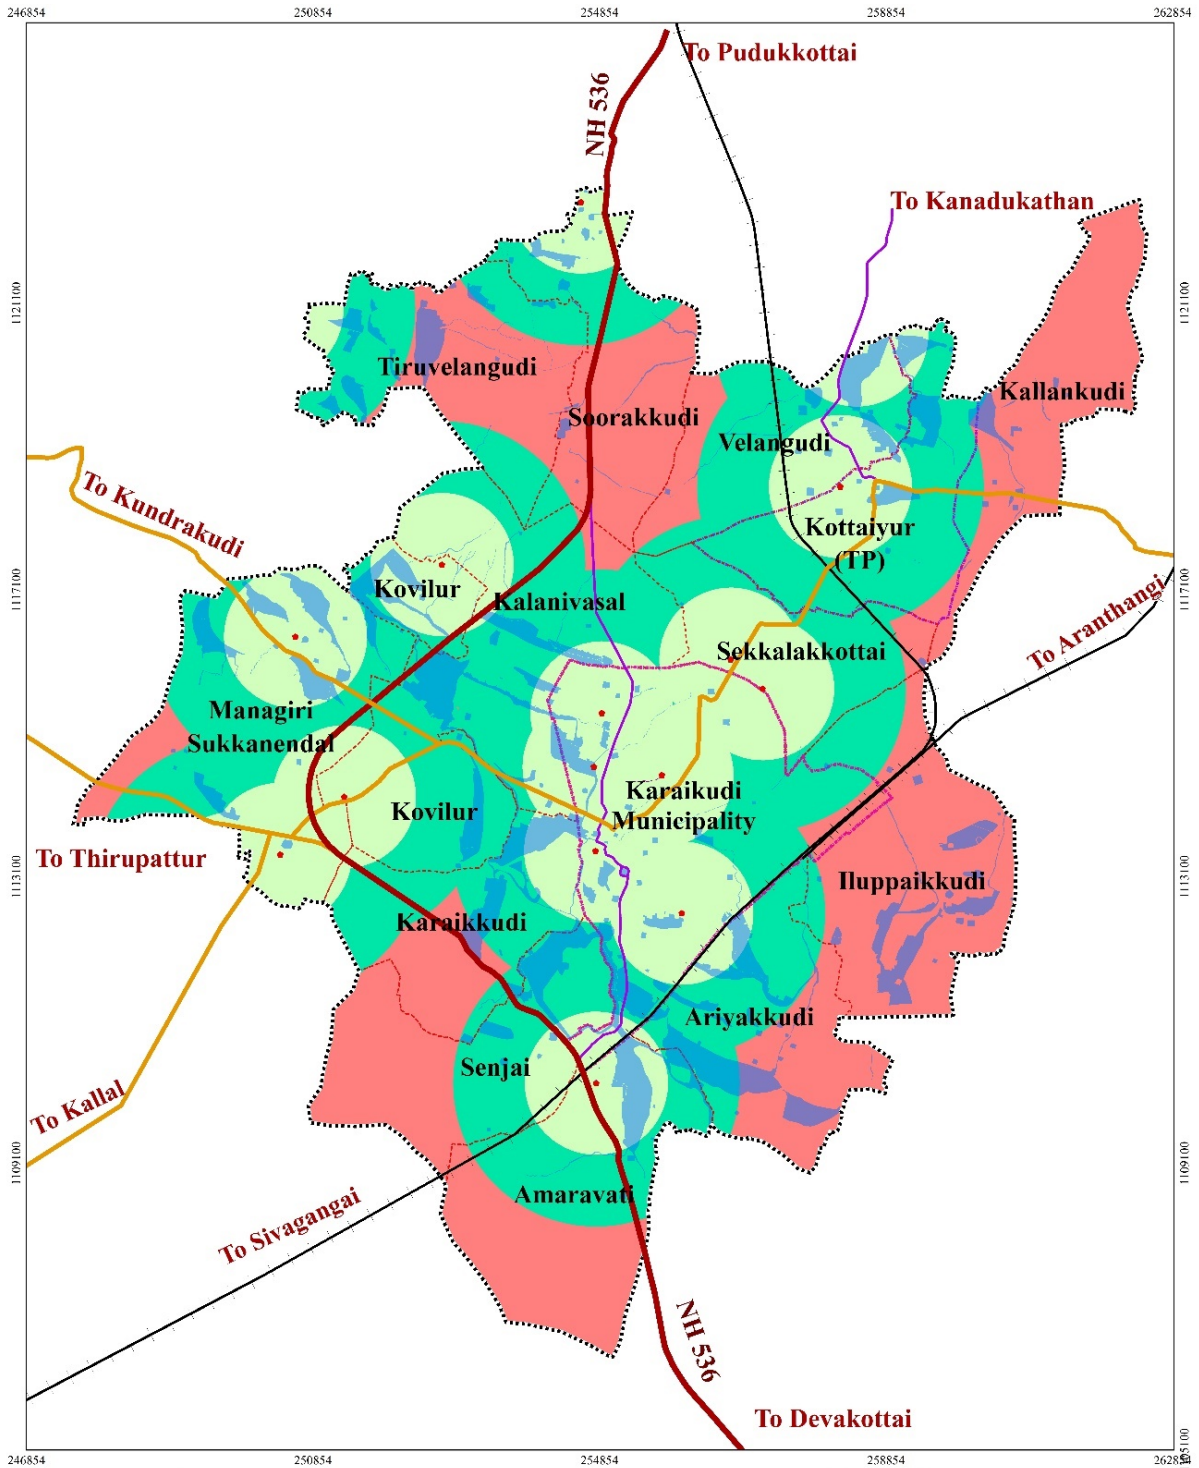 246854
250854
254854
258854
262854
To Pudukkottai
NH 536
To Kanadukathan
1121100
1121100
Tiruvelangudi
Kallankudi
Soorakkudi
Velangudi
To Kundrakudi
Kottaiyur
(TP)
1117100
Kovilur
Kalanivasal
1117100
To Aranthangi
Sekkalakkottai
Managiri
Sukkanendal
Karaikudi
Municipality
Kovilur
To Thirupattur
1113100
Iluppaikkudi
1113100
Karaikkudi
Ariyakkudi
Senjai
To Kallal
1109100
1109100
Amaravati
To Sivagangai
NH 536
To Devakottai
246854
250854
254854
258854
262854